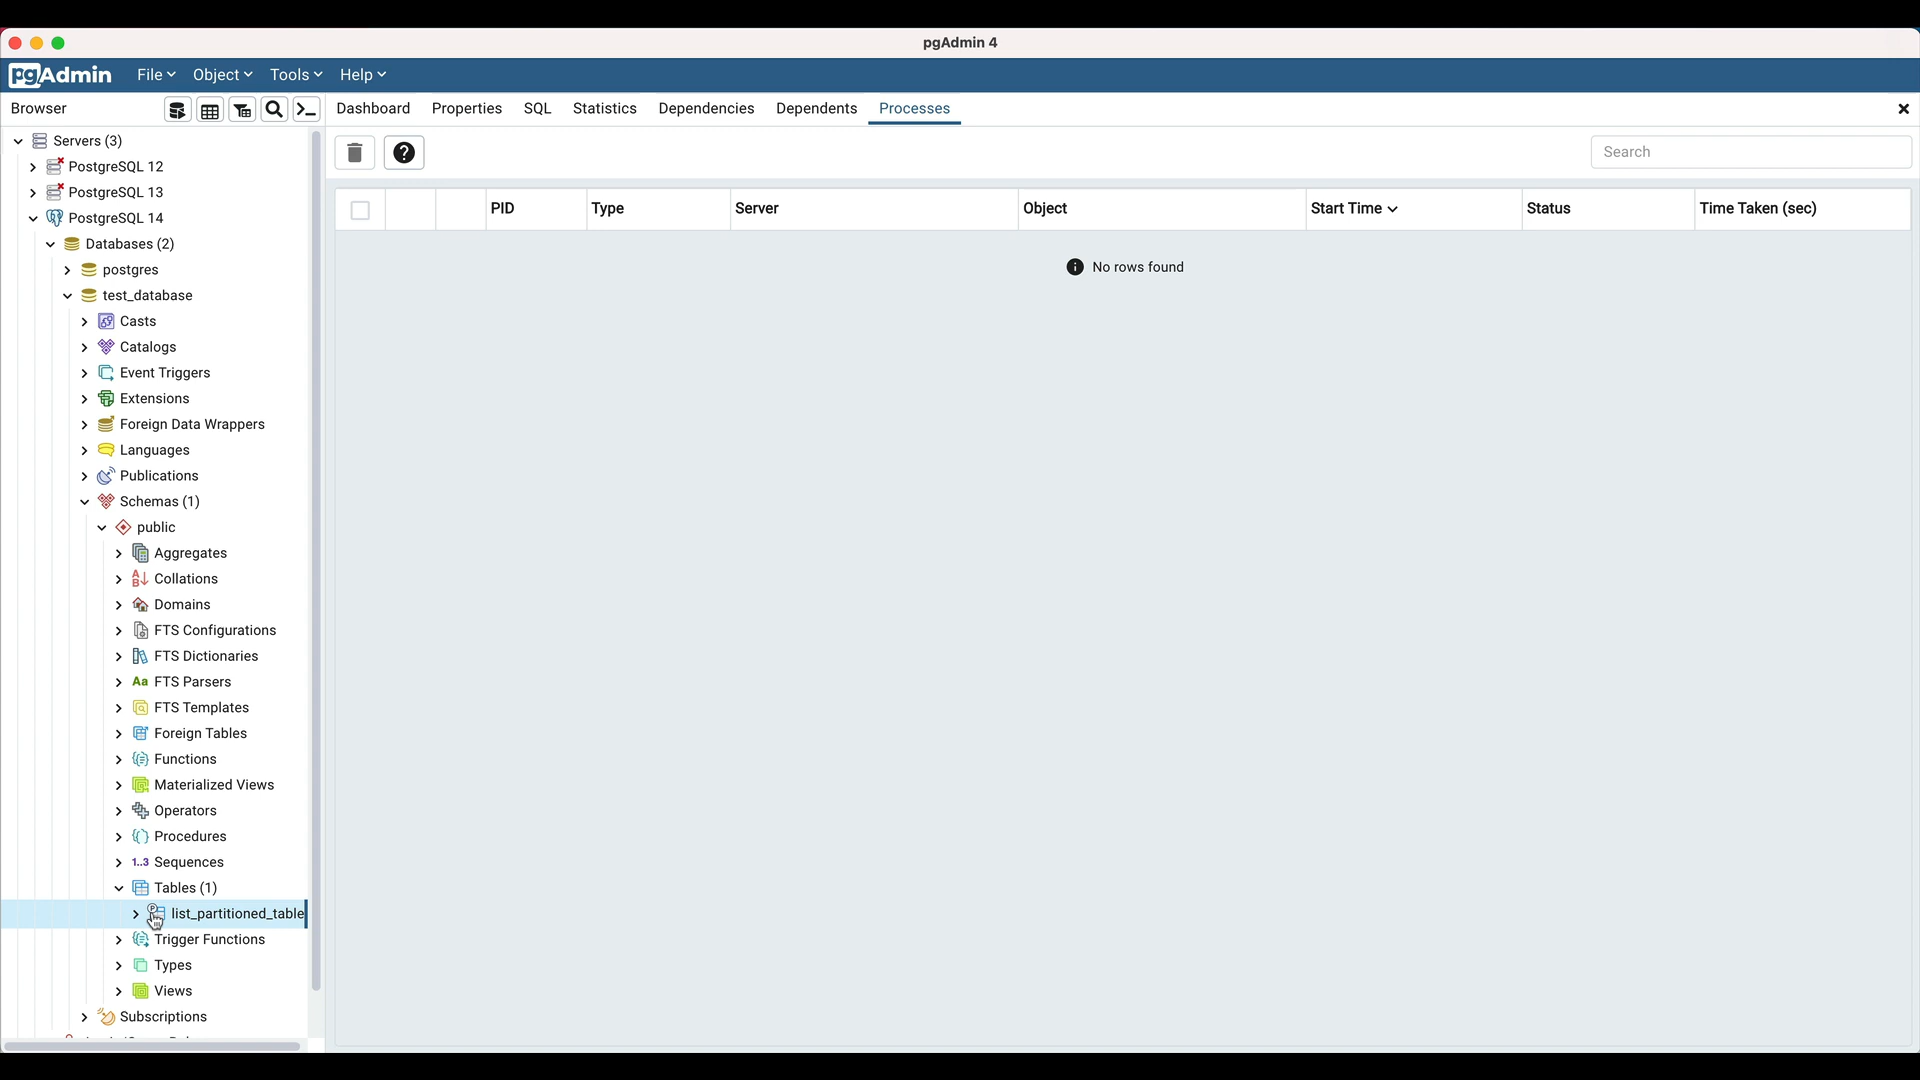 pgAdmin 4
pgAdmin File Object Tools Help
Browser
Dashboard Properties SQL Statistics Dependencies Dependents Processes
Search
PID Type Server Object Start Time Status Time Taken (sec)
No rows found
Servers (3)
PostgreSQL 12
PostgreSQL 13
PostgreSQL 14
Databases (2)
postgres
test_database
Casts
Catalogs
Event Triggers
Extensions
Foreign Data Wrappers
Languages
Publications
Schemas (1)
public
Aggregates
Collations
Domains
FTS Configurations
FTS Dictionaries
Aa FTS Parsers
FTS Templates
Foreign Tables
Functions
Materialized Views
Operators
Procedures
1..3 Sequences
Tables (1)
list_partitioned_table
Trigger Functions
Types
Views
Subscriptions